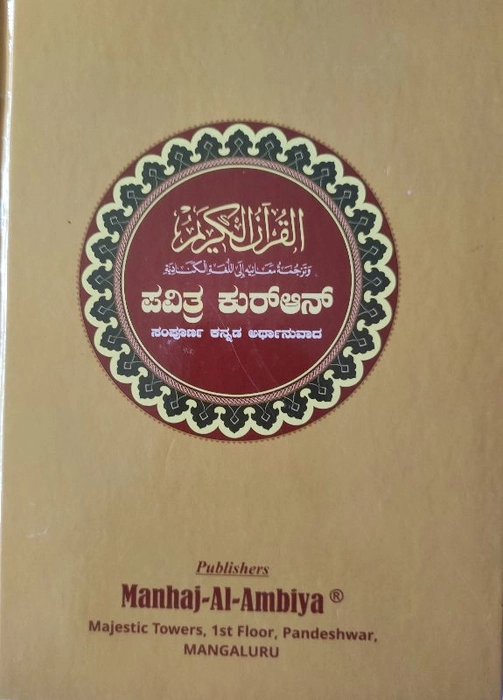 القرآن الكريم
وترجمة معانيه إلى اللغة الكنادية
ಪವಿತ್ರ ಕುರ್‌ಆನ್
ಸಂಪೂರ್ಣ ಕನ್ನಡ ಅರ್ಥಾನುವಾದ
Publishers
Manhaj-Al-Ambiya ®
Majestic Towers, 1st Floor, Pandeshwar,
MANGALURU